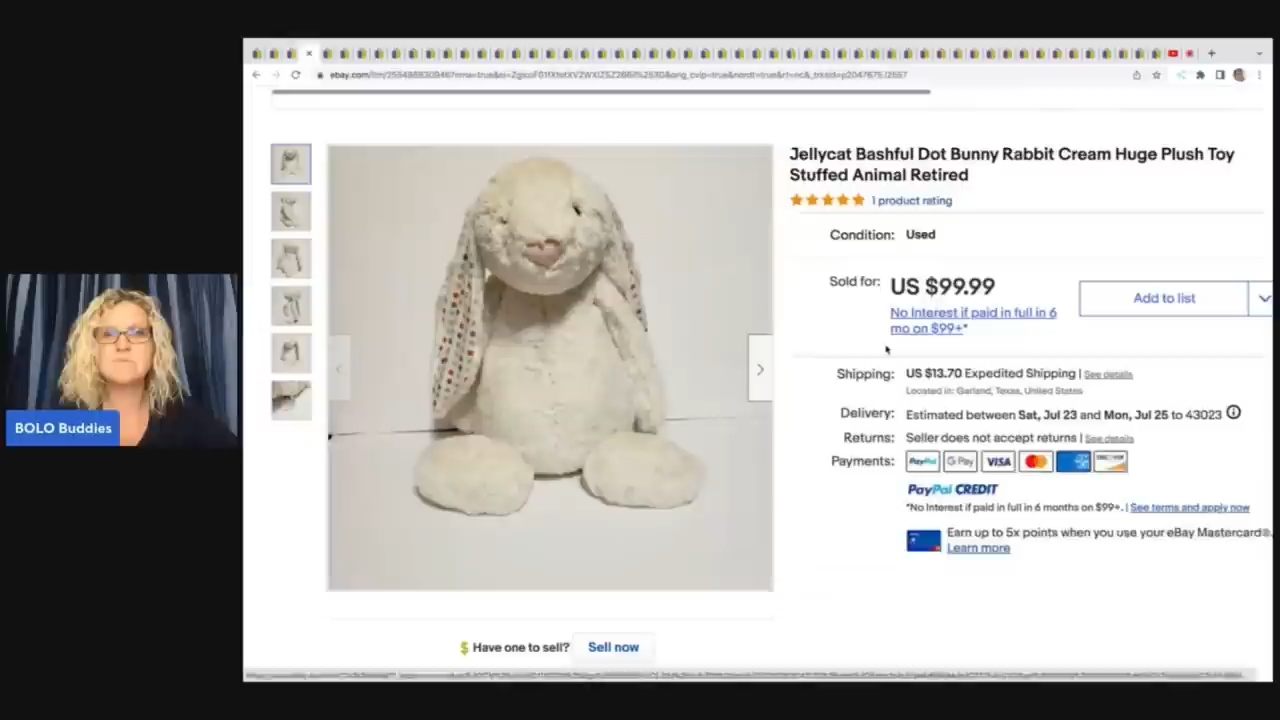 Jellycat Bashful Dot Bunny Rabbit Cream Huge Plush Toy
Stuffed Animal Retired
1 product rating
Condition: Used
Sold for: US $99.99
Add to list
No Interest if paid in full in 6
mo on $99+*
Shipping: US $13.70 Expedited Shipping | See details
Located in: Garland, Texas, United States
Delivery: Estimated between Sat, Jul 23 and Mon, Jul 25 to 43023
Returns: Seller does not accept returns | See details
Payments: PayPal G Pay VISA
PayPal CREDIT
*No Interest if paid in full in 6 months on $99+. | See terms and apply now
Earn up to 5x points when you use your eBay Mastercard®.
Learn more
BOLO Buddies
$ Have one to sell? Sell now